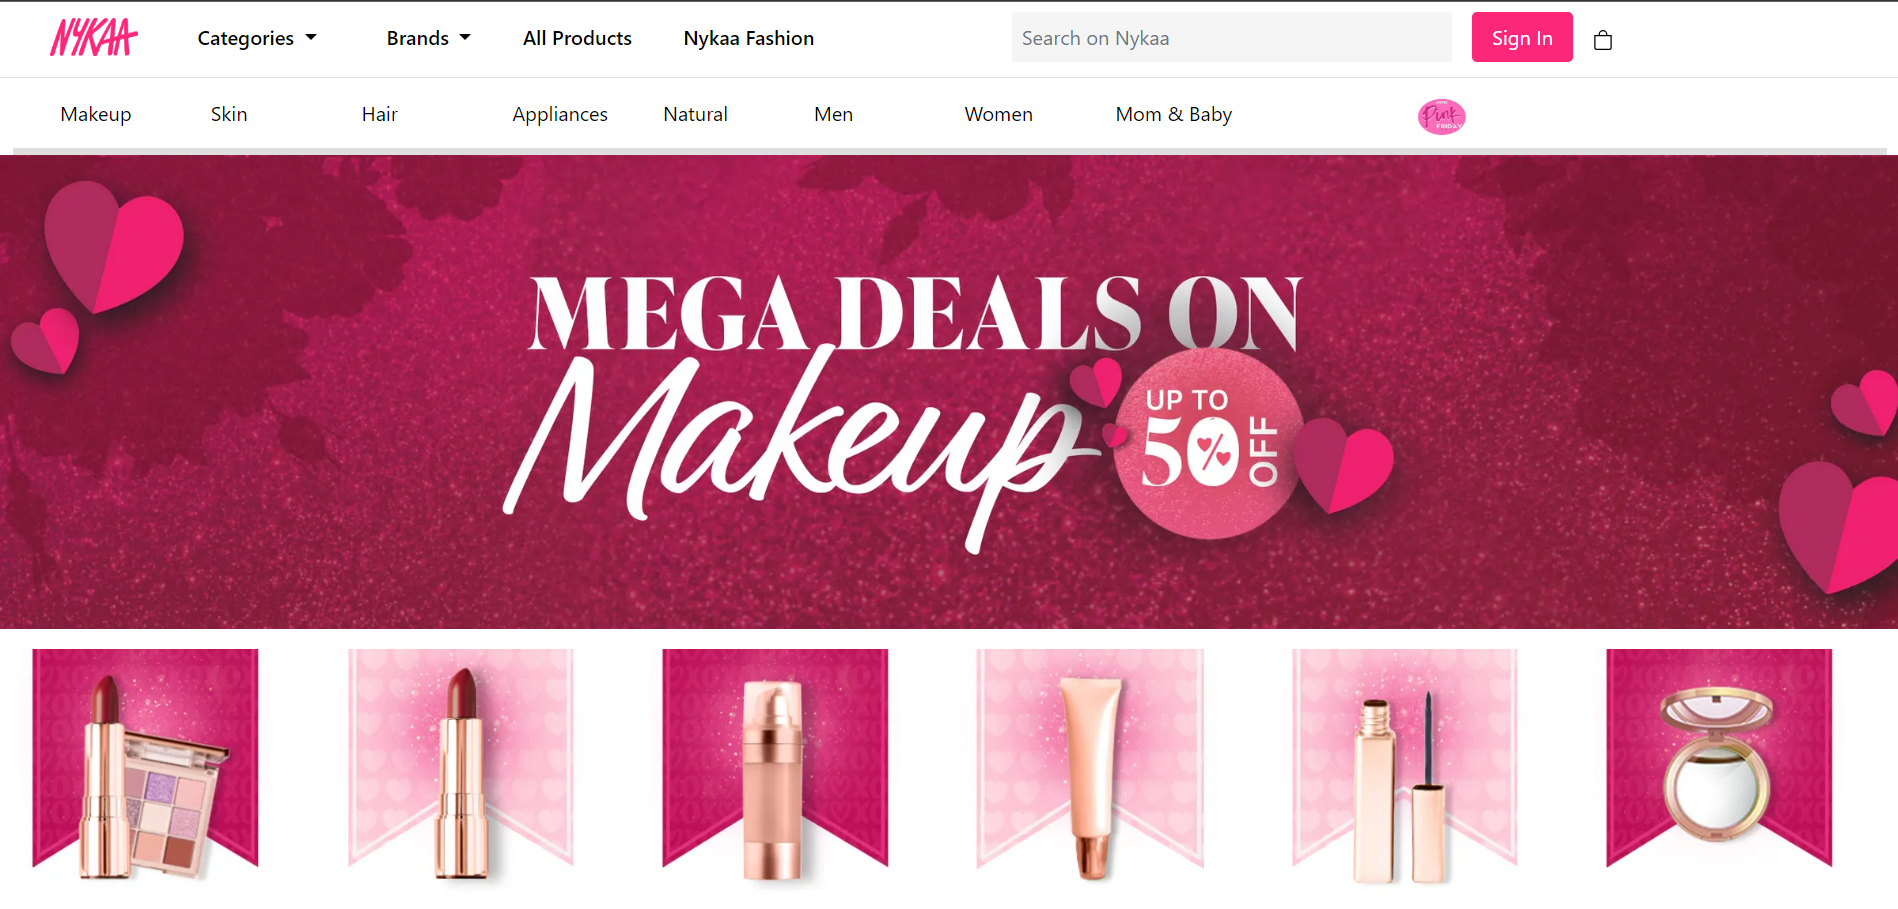 NYKAA
Categories
Brands
All Products
Nykaa Fashion
Search on Nykaa
Sign In
Makeup
Skin
Hair
Appliances
Natural
Men
Women
Mom & Baby
Pink
FRIDAY
MEGA DEALS ON
Makeup
UP TO
50%
OFF